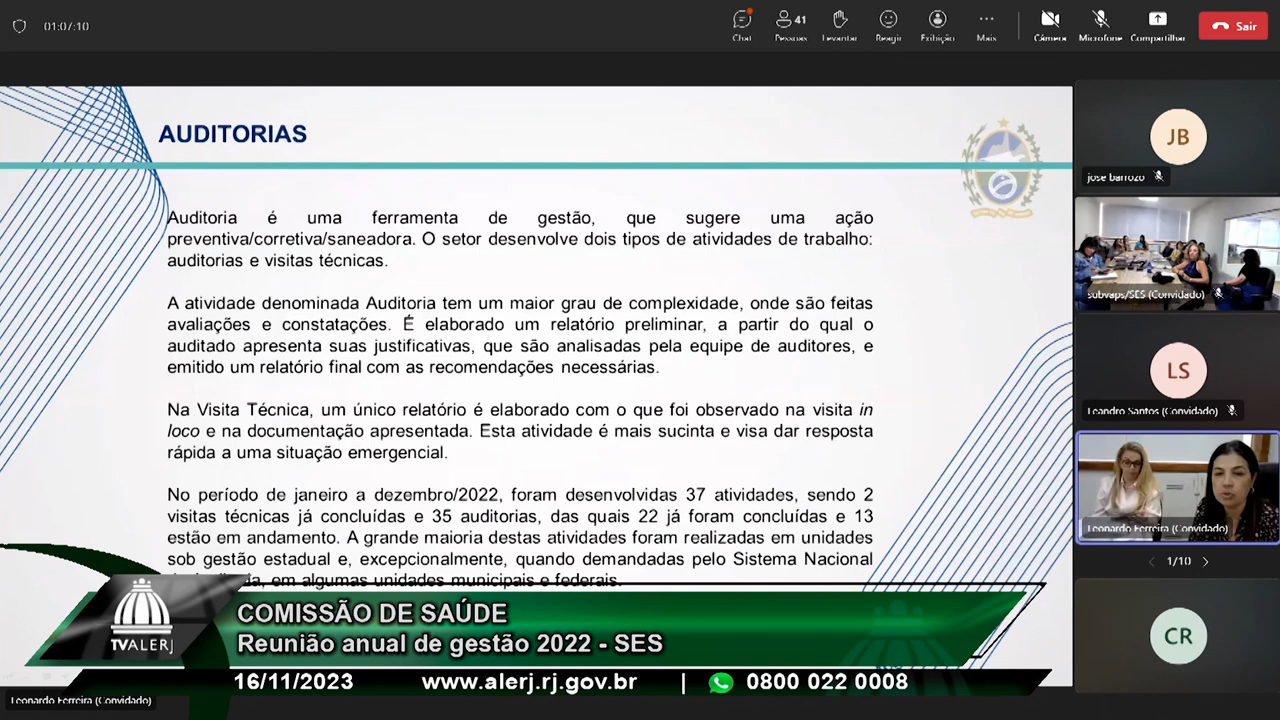 01:07:10
Chat
41
Pessoas
Levantar
Reagir
Exibição
Mais
Câmera
Microfone
Compartilhar
Sair
AUDITORIAS
Auditoria é uma ferramenta de gestão, que sugere uma ação
preventiva/corretiva/saneadora. O setor desenvolve dois tipos de atividades de trabalho:
auditorias e visitas técnicas.
A atividade denominada Auditoria tem um maior grau de complexidade, onde são feitas
avaliações e constatações. É elaborado um relatório preliminar, a partir do qual o
auditado apresenta suas justificativas, que são analisadas pela equipe de auditores, e
emitido um relatório final com as recomendações necessárias.
Na Visita Técnica, um único relatório é elaborado com o que foi observado na visita in
loco e na documentação apresentada. Esta atividade é mais sucinta e visa dar resposta
rápida a uma situação emergencial.
No período de janeiro a dezembro/2022, foram desenvolvidas 37 atividades, sendo 2
visitas técnicas já concluídas e 35 auditorias, das quais 22 já foram concluídas e 13
estão em andamento. A grande maioria destas atividades foram realizadas em unidades
sob gestão estadual e, excepcionalmente, quando demandadas pelo Sistema Nacional
em algumas unidades municipais e federais.
JB
jose barrozo
subvaps/SES (Convidado)
LS
Leandro Santos (Convidado)
Leonardo Ferreira (Convidado)
1/10
CR
TVALERJ
COMISSÃO DE SAÚDE
Reunião anual de gestão 2022 - SES
16/11/2023 www.alerj.rj.gov.br | 0800 022 0008
Leonardo Ferreira (Convidado)